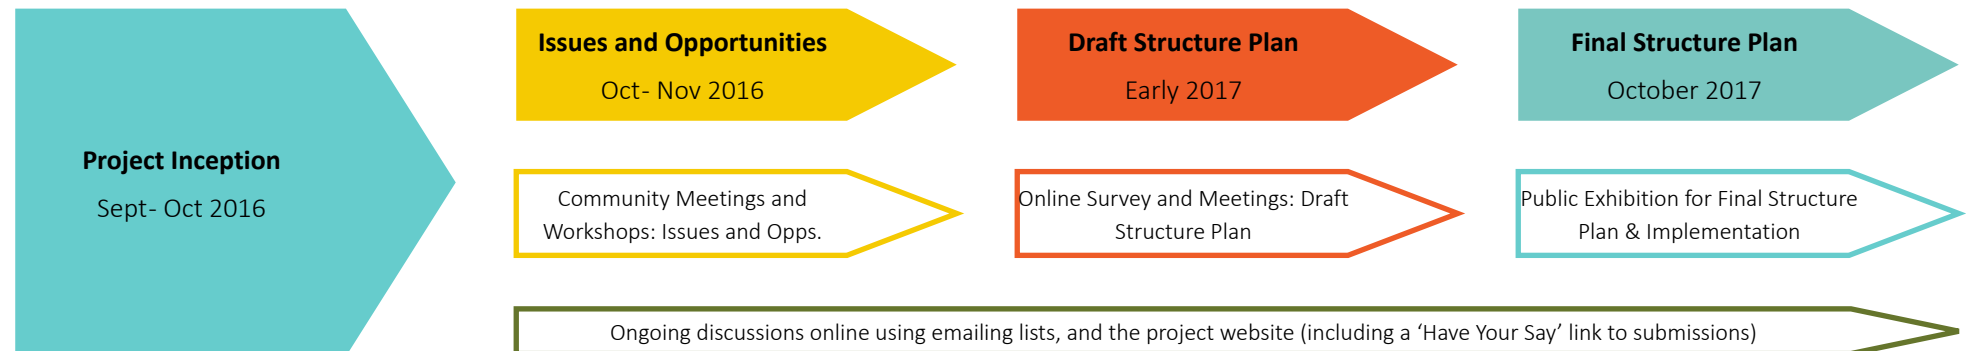 Project Inception
Sept- Oct 2016
Issues and Opportunities
Oct- Nov 2016
Community Meetings and
Workshops: Issues and Opps.
Draft Structure Plan
Early 2017
Online Survey and Meetings: Draft
Structure Plan
Final Structure Plan
October 2017
Public Exhibition for Final Structure
Plan & Implementation
Ongoing discussions online using emailing lists, and the project website (including a ‘Have Your Say’ link to submissions)